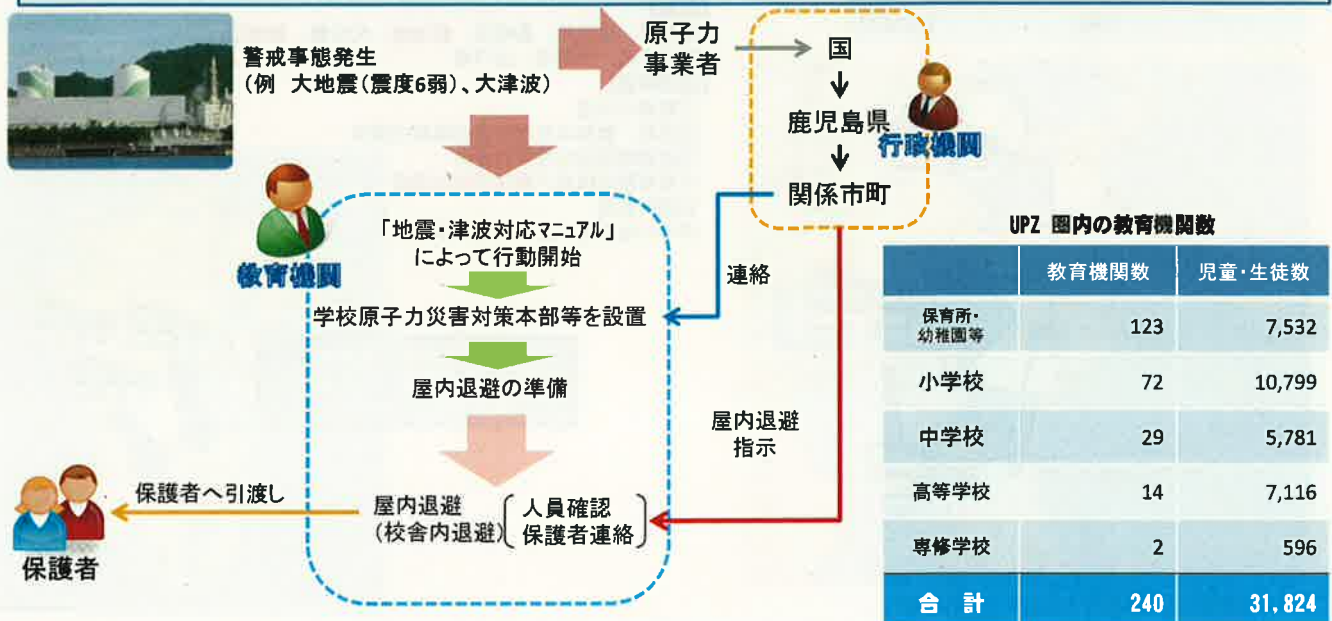 警戒事態発生
(例 大地震(震度6弱)、大津波)
原子力
事業者
国
鹿児島県
関係市町
行政機関
教育機関
「地震・津波対応マニュアル」
によって行動開始
学校原子力災害対策本部等を設置
屋内退避の準備
屋内退避
(校舎内退避)
人員確認
保護者連絡
連絡
屋内退避
指示
保護者へ引渡し
保護者
UPZ 圏内の教育機関数
教育機関数 児童・生徒数
保育所・
幼稚園等 123 7,532
小学校 72 10,799
中学校 29 5,781
高等学校 14 7,116
専修学校 2 596
合 計 240 31,824